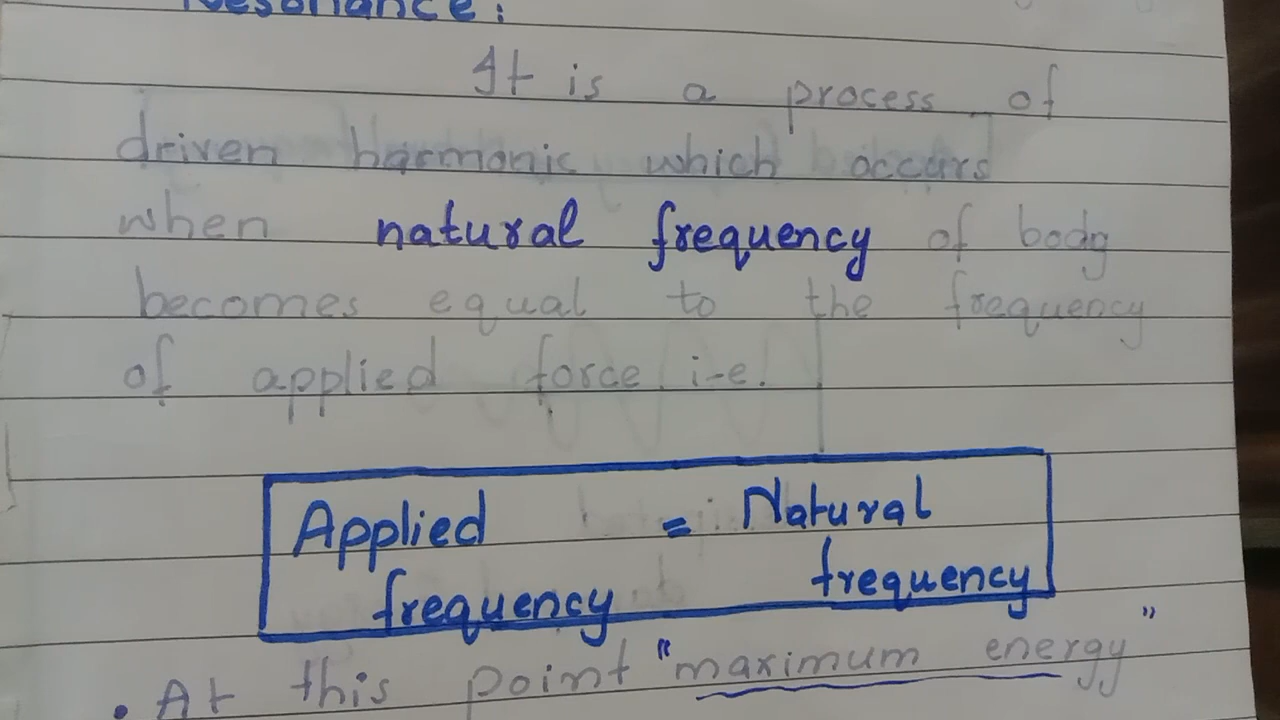 Resonance:
It is a process of
driven harmonic which occurs
when natural frequency of body
becomes equal to the frequency
of applied force i-e.
Applied = Natural
frequency frequency
• At this point "maximum energy"